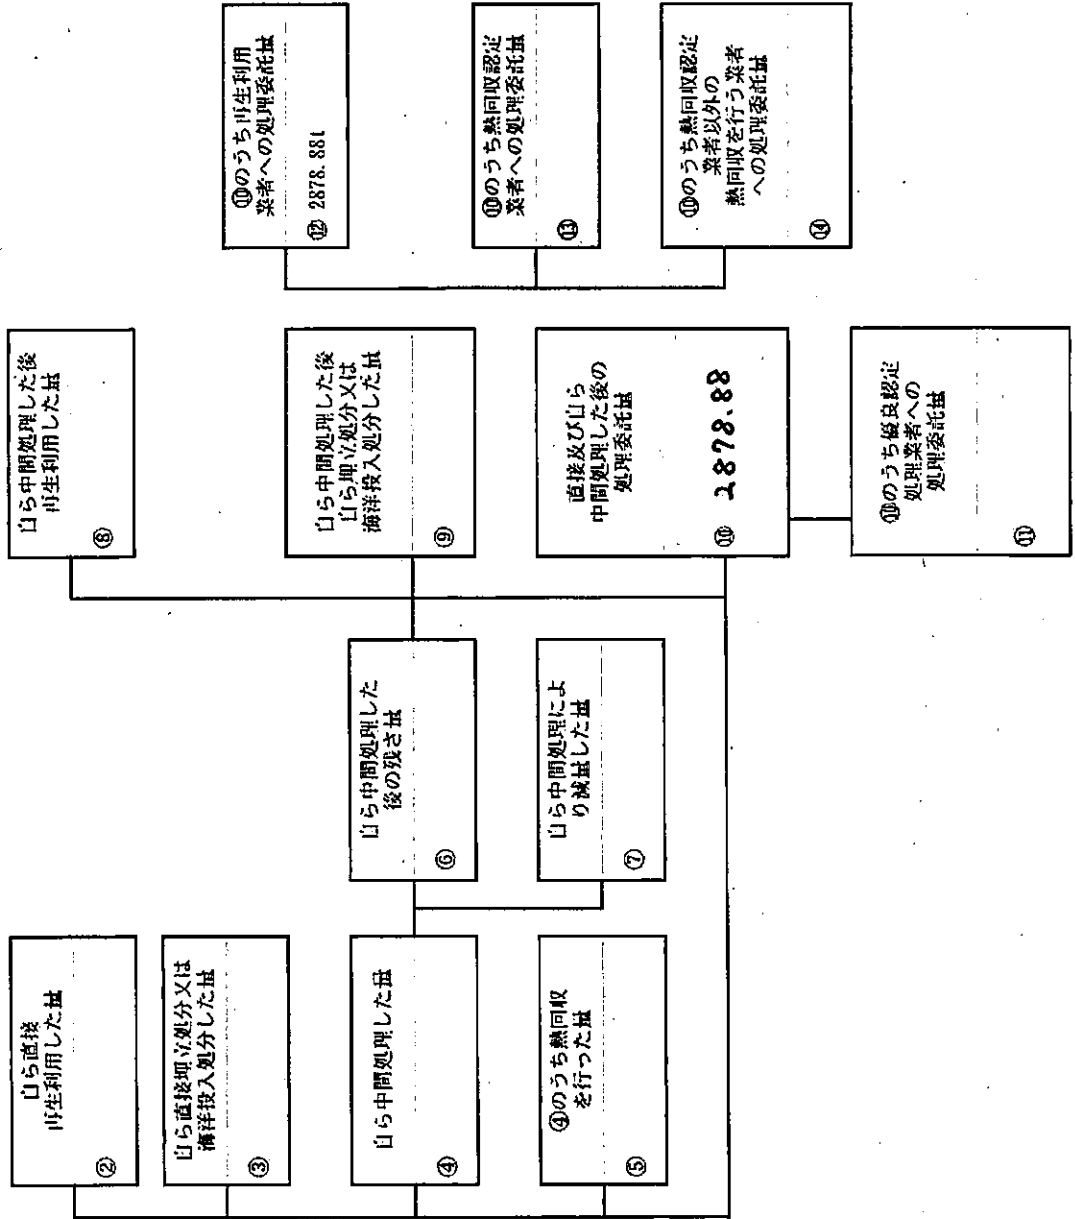 自ら直接
再生利用した量
②
自ら直接埋立処分又は
海洋投入処分した量
③
自ら中間処理した量
④
④のうち熱回収
を行った量
⑤
自ら中間処理した
後の残さ量
⑥
自ら中間処理によ
り減量した量
⑦
自ら中間処理した後
再生利用した量
⑧
自ら中間処理した後
自ら埋立処分又は
海洋投入処分した量
⑨
直接及び自ら
中間処理した後の
処理委託量
⑩ 2878.88
⑩のうち優良認定
処理業者への
処理委託量
⑪
⑩のうち再生利用
業者への処理委託量
⑫ 2878.88t
⑩のうち熱回収認定
業者への処理委託量
⑬
⑩のうち熱回収認定
業者以外の
熱回収を行う業者
への処理委託量
⑭